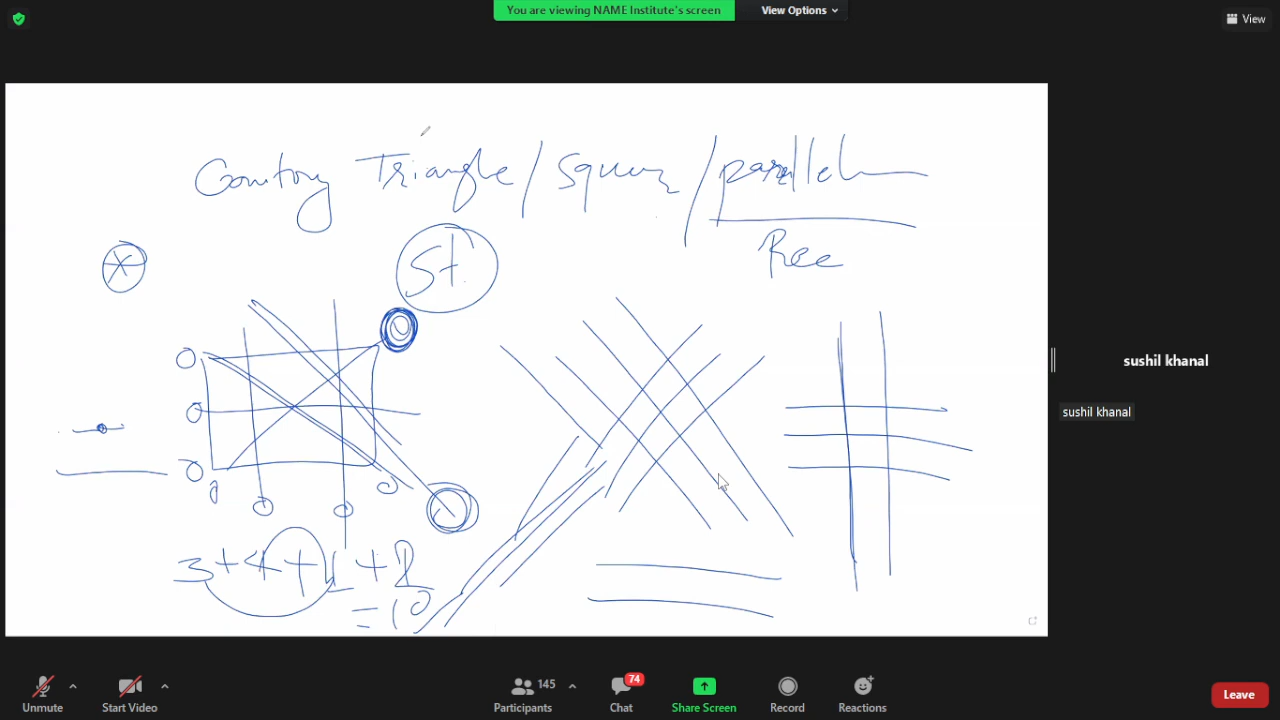 You are viewing NAME Institute's screen
View Options
View
Triangle / Square / parallel
Rec
St.
sushil khanal
sushil khanal
3+4+1+2
=10
Unmute
Start Video
145
Participants
74
Chat
Share Screen
Record
Reactions
Leave